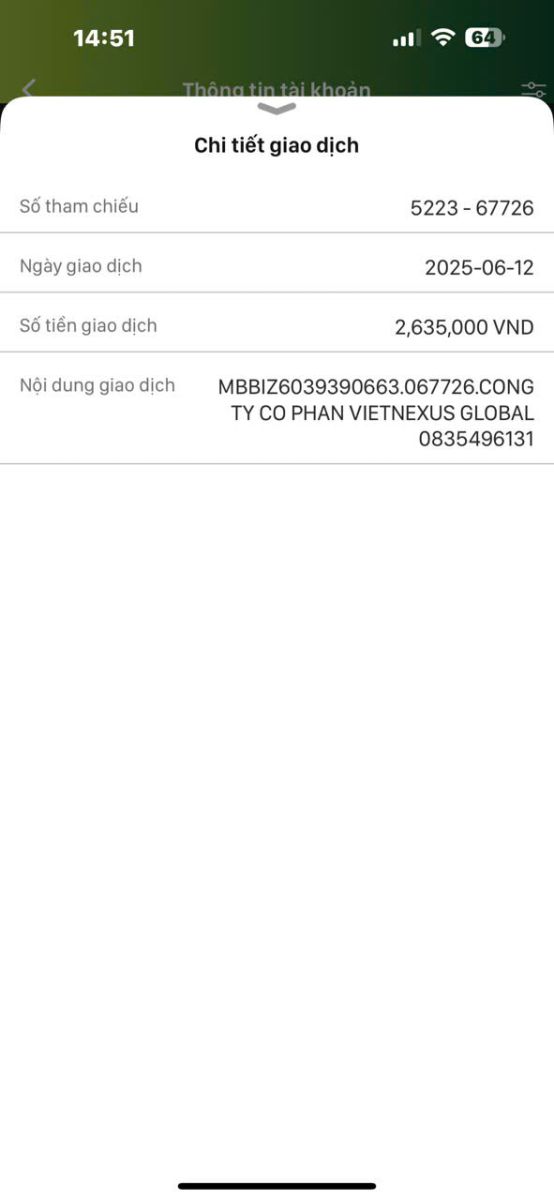 14:51
64
Thông tin tài khoản
Chi tiết giao dịch
Số tham chiếu
5223 - 67726
Ngày giao dịch
2025-06-12
Số tiền giao dịch
2,635,000 VND
Nội dung giao dịch
MBBIZ6039390663.067726.CONG
TY CO PHAN VIETNEXUS GLOBAL
0835496131